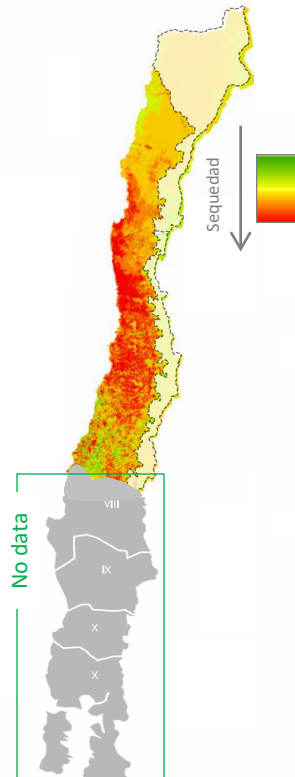 Sequedad
No data
VIII
IX
X
X